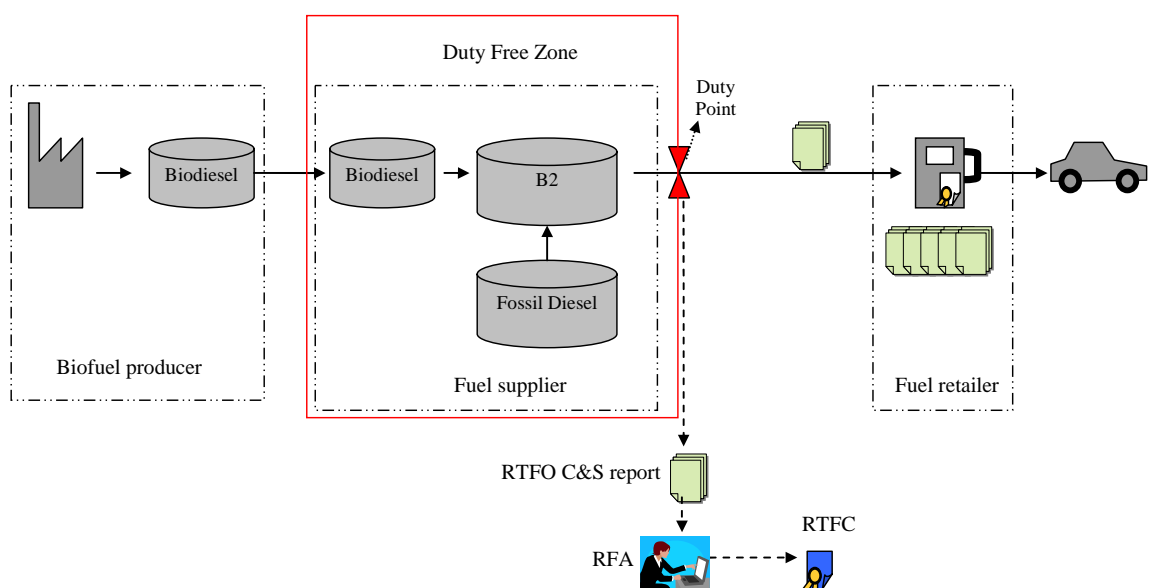 Duty Free Zone
Duty
Point
Biodiesel
Biodiesel
B2
Fossil Diesel
Biofuel producer
Fuel supplier
Fuel retailer
RTFO C&S report
RTFC
RFA